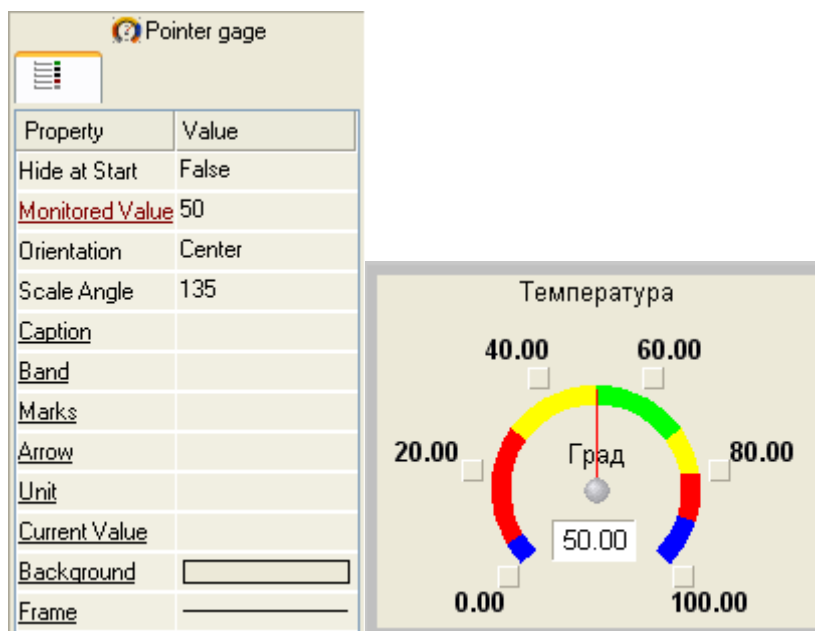 Pointer gage
Property Value
Hide at Start False
Monitored Value 50
Orientation Center
Scale Angle 135
Caption
Band
Marks
Arrow
Unit
Current Value
Background
Frame
Температура
40.00 60.00
20.00 Град 80.00
50.00
0.00 100.00